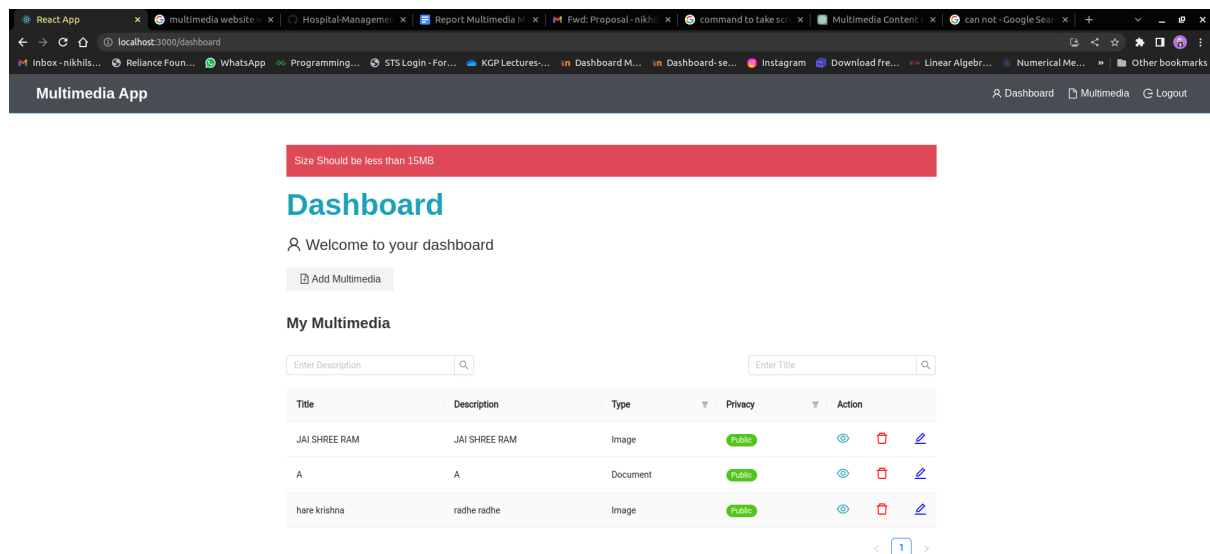 React App multimedia website w Hospital-Managemen Report Multimedia M Fwd: Proposal - nikhil command to take scre Multimedia Content can not - Google Sear
localhost:3000/dashboard
Inbox - nikhils... Reliance Foun... WhatsApp Programming... STS Login - For... KGP Lectures-... Dashboard M... Dashboard- se... Instagram Download fre... Linear Algebr... Numerical Me... » Other bookmarks
Multimedia App Dashboard Multimedia Logout
Size Should be less than 15MB
Dashboard
Welcome to your dashboard
Add Multimedia
My Multimedia
Enter Description Enter Title
Title Description Type Privacy Action
JAI SHREE RAM JAI SHREE RAM Image Public
A A Document Public
hare krishna radhe radhe Image Public
< 1 >